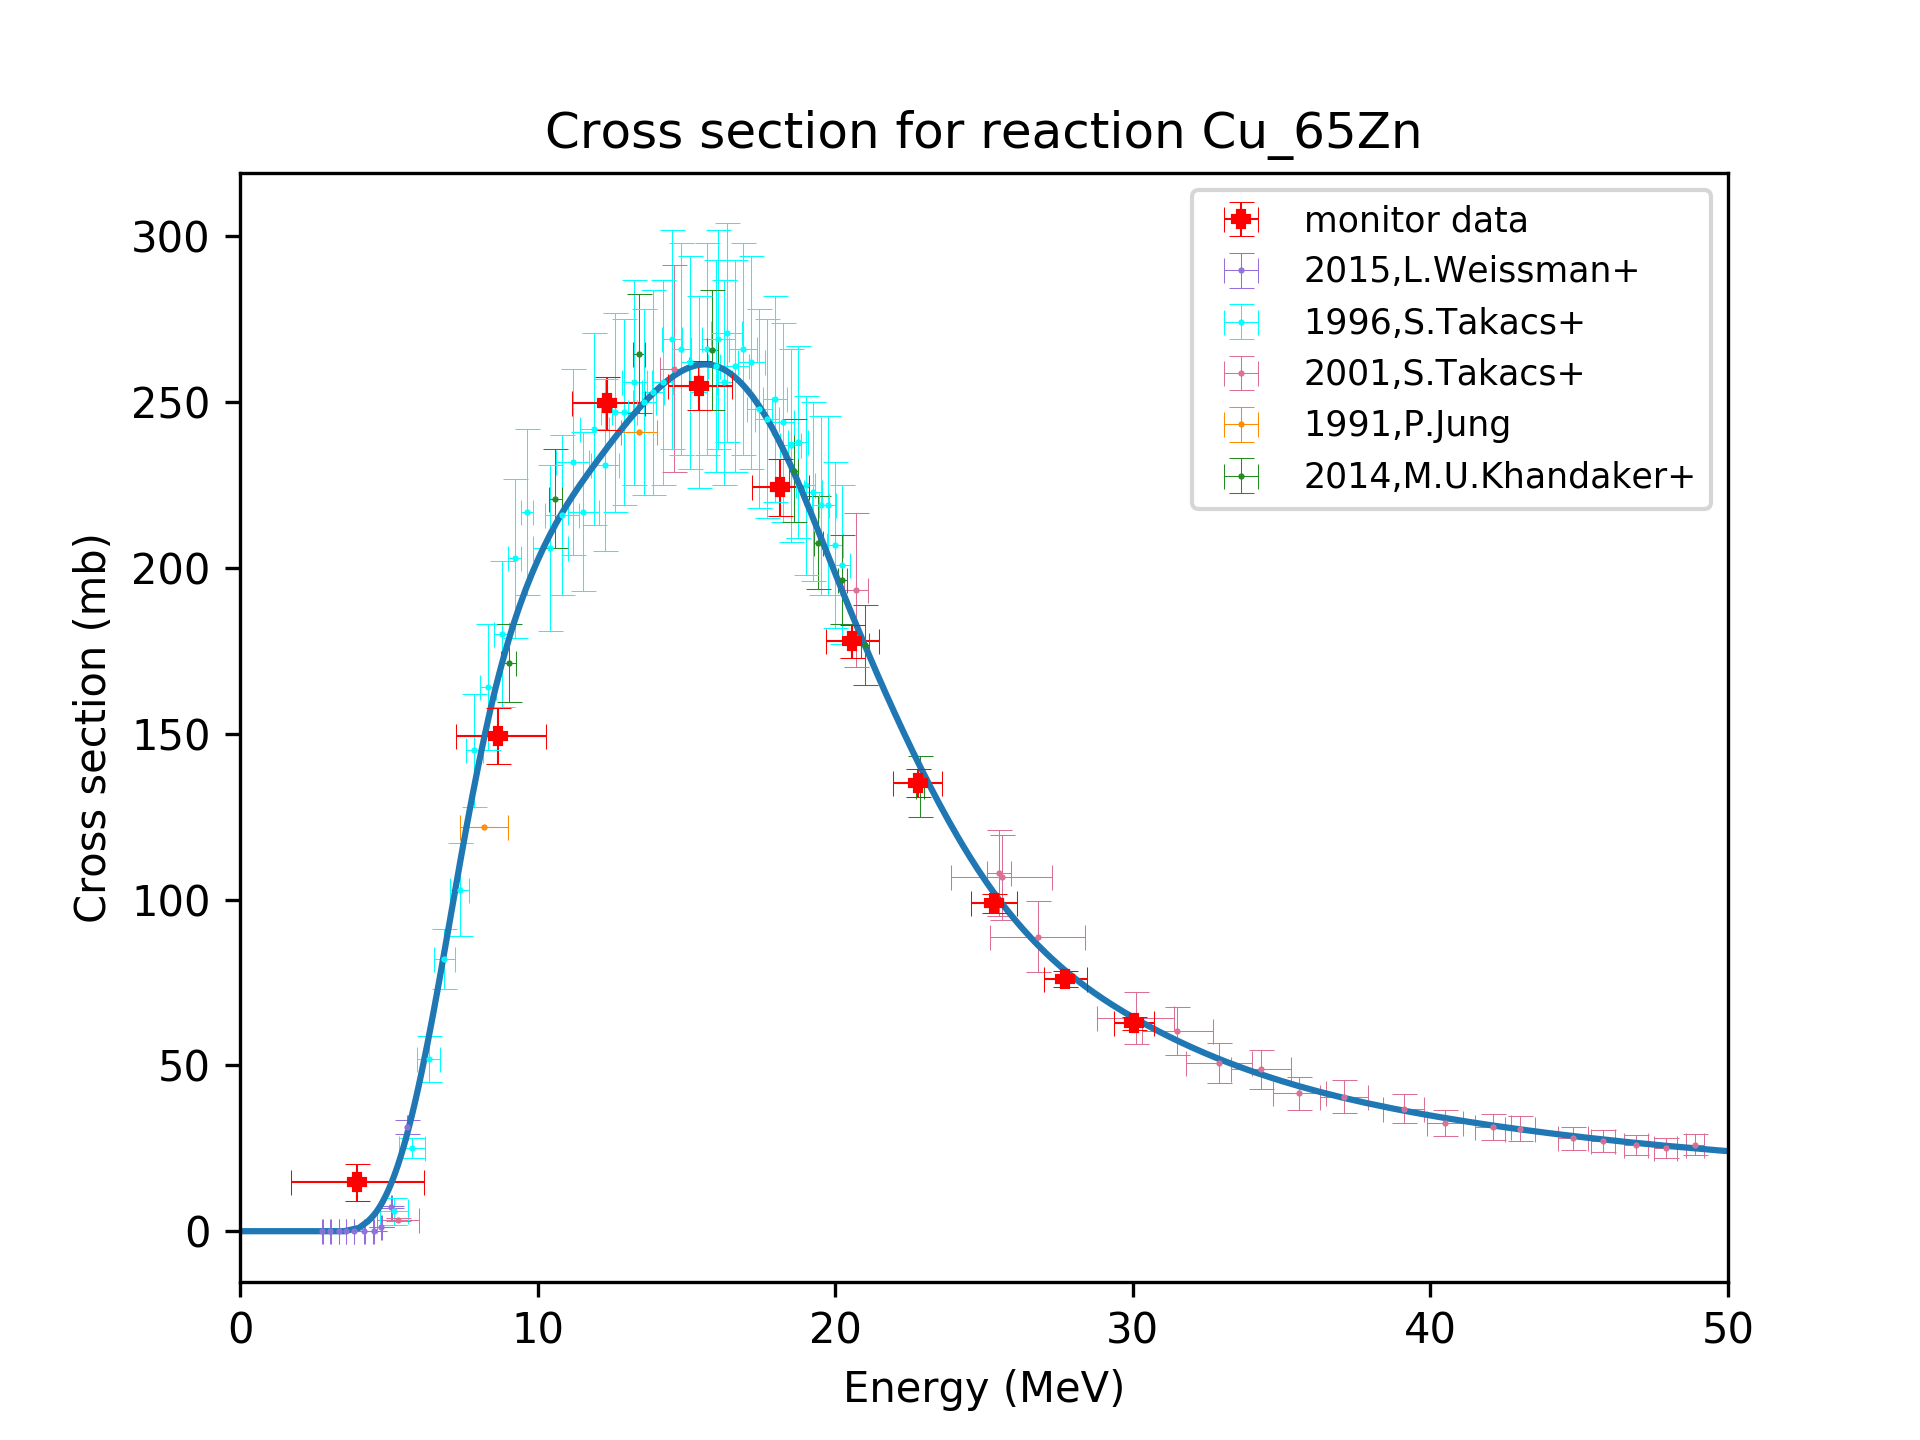 Cross section for reaction Cu_65Zn
monitor data
2015,L.Weissman+
1996,S.Takacs+
2001,S.Takacs+
1991,P.Jung
2014,M.U.Khandaker+
Cross section (mb)
300
250
200
150
100
50
0
0 10 20 30 40 50
Energy (MeV)